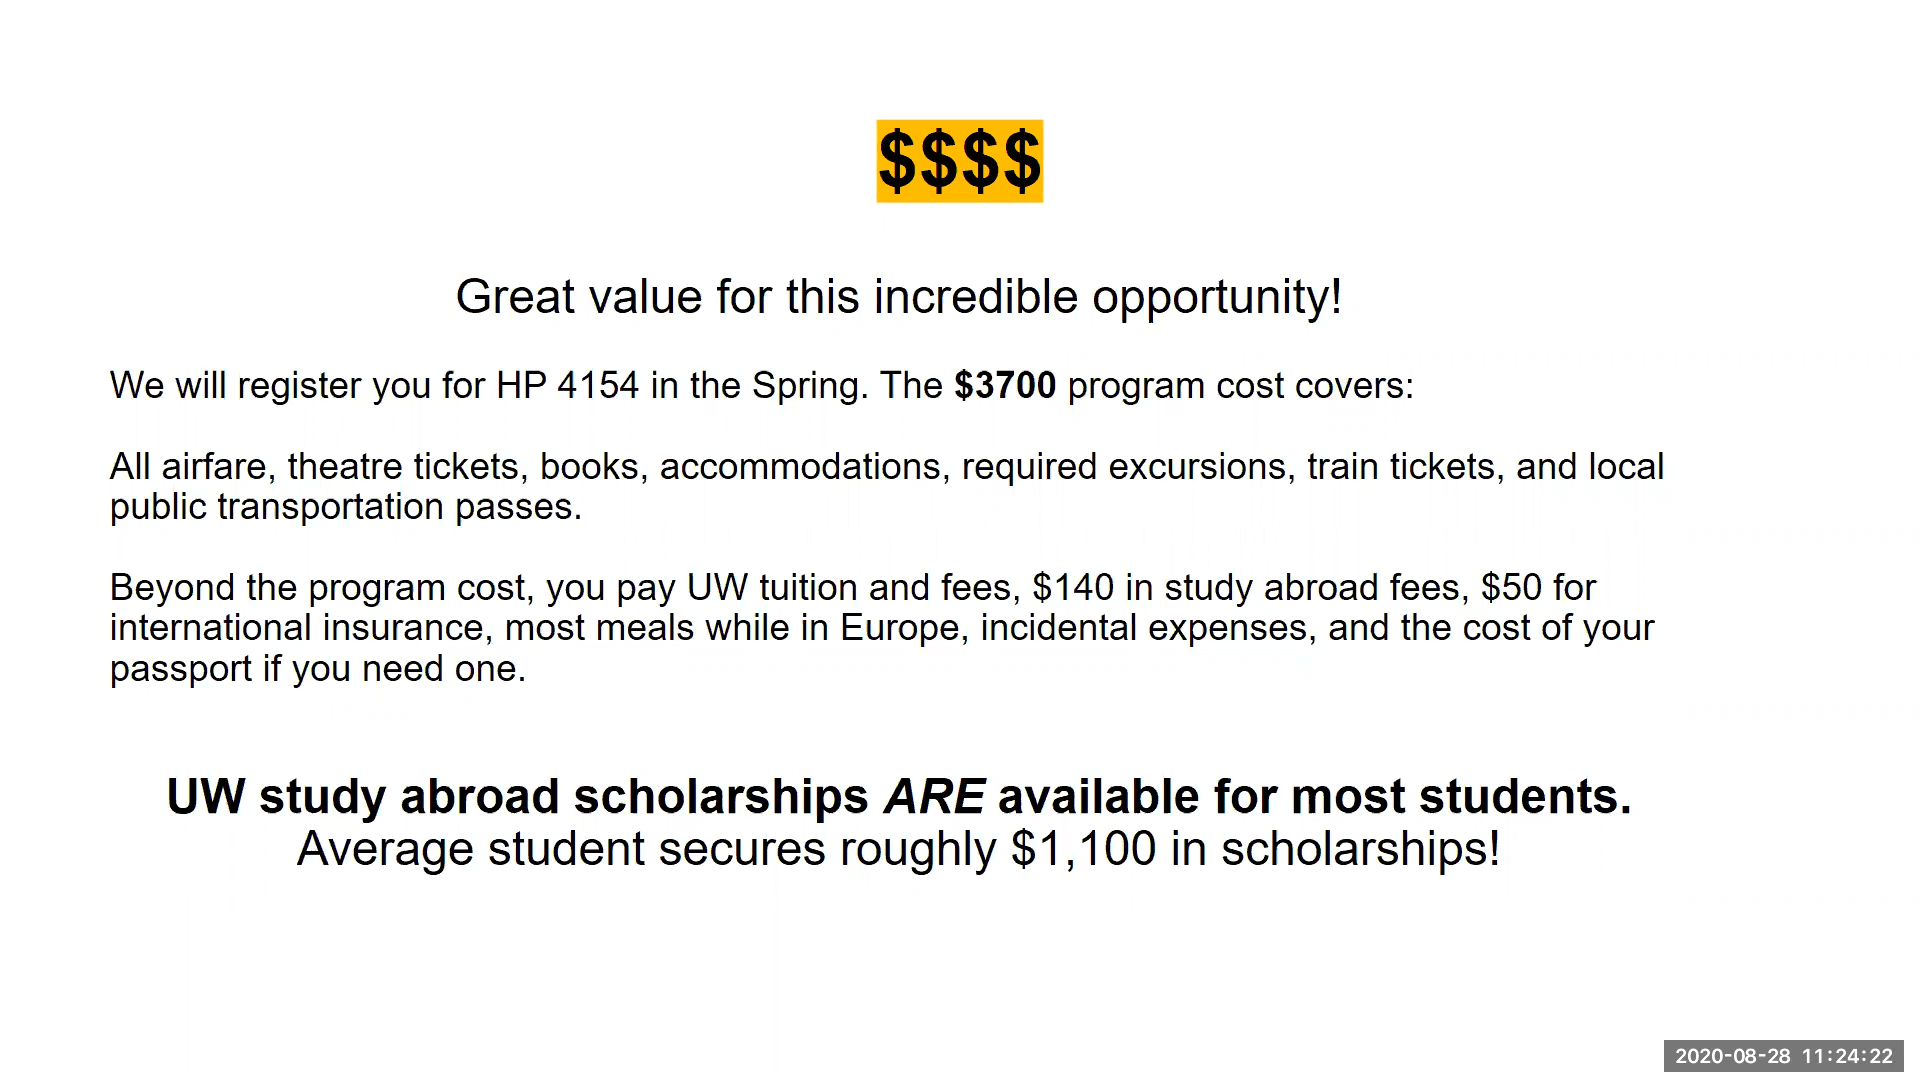 $$$$
Great value for this incredible opportunity!
We will register you for HP 4154 in the Spring. The $3700 program cost covers:
All airfare, theatre tickets, books, accommodations, required excursions, train tickets, and local
public transportation passes.
Beyond the program cost, you pay UW tuition and fees, $140 in study abroad fees, $50 for
international insurance, most meals while in Europe, incidental expenses, and the cost of your
passport if you need one.
UW study abroad scholarships ARE available for most students.
Average student secures roughly $1,100 in scholarships!
2020-08-28 11:24:22